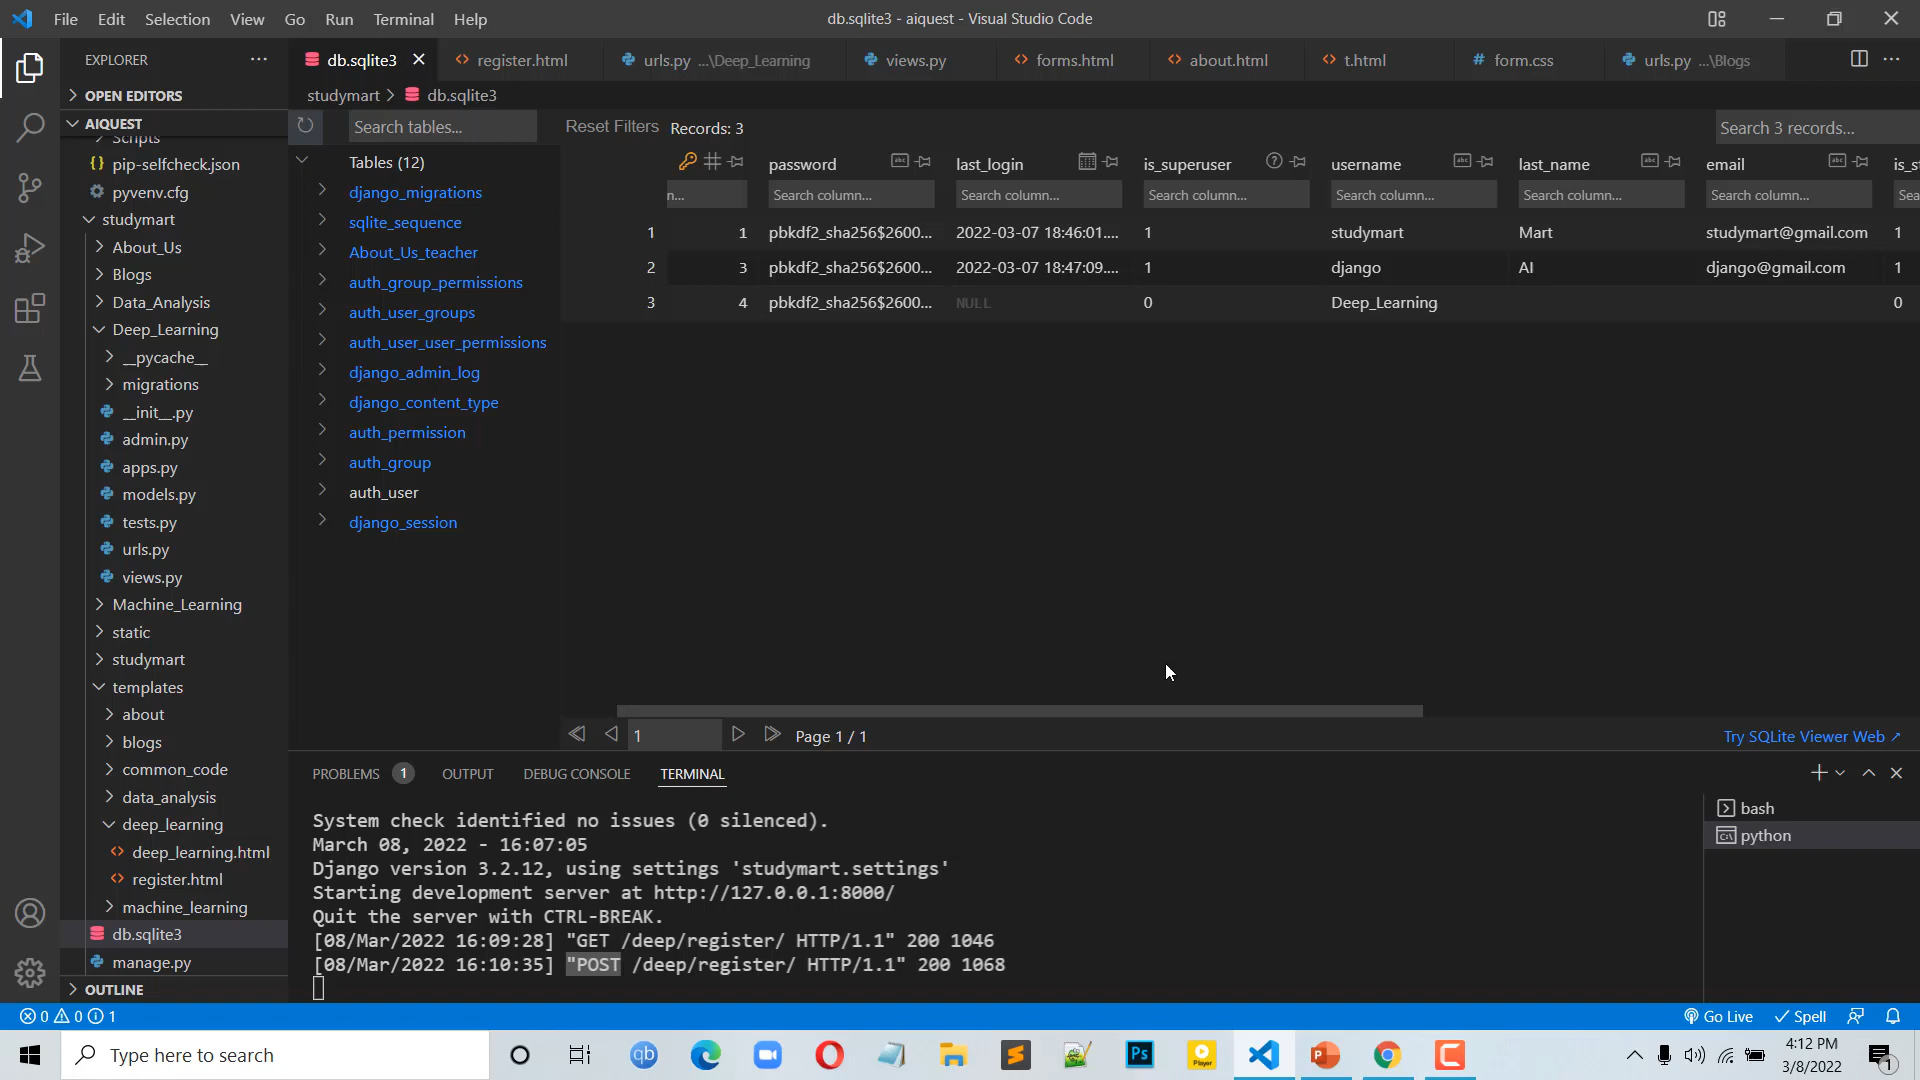 File Edit Selection View Go Run Terminal Help
db.sqlite3 - aiquest - Visual Studio Code
EXPLORER
OPEN EDITORS
AIQUEST
Scripts
pip-selfcheck.json
pyvenv.cfg
studymart
About_Us
Blogs
Data_Analysis
Deep_Learning
__pycache__
migrations
__init__.py
admin.py
apps.py
models.py
tests.py
urls.py
views.py
Machine_Learning
static
studymart
templates
about
blogs
common_code
data_analysis
deep_learning
deep_learning.html
register.html
machine_learning
db.sqlite3
manage.py
OUTLINE
db.sqlite3 register.html urls.py ...\Deep_Learning views.py forms.html about.html t.html # form.css urls.py ...\Blogs
studymart > db.sqlite3
Search tables...
Reset Filters Records: 3
Search 3 records...
Tables (12)
django_migrations
sqlite_sequence
About_Us_teacher
auth_group_permissions
auth_user_groups
auth_user_user_permissions
django_admin_log
django_content_type
auth_permission
auth_group
auth_user
django_session
password last_login is_superuser username last_name email is_st
n... Search column... Search column... Search column... Search column... Search column... Search column... Sea
1 1 pbkdf2_sha256$2600... 2022-03-07 18:46:01.... 1 studymart Mart studymart@gmail.com 1
2 3 pbkdf2_sha256$2600... 2022-03-07 18:47:09.... 1 django AI django@gmail.com 1
3 4 pbkdf2_sha256$2600... NULL 0 Deep_Learning 0
1 Page 1 / 1
Try SQLite Viewer Web ↗
PROBLEMS 1 OUTPUT DEBUG CONSOLE TERMINAL
System check identified no issues (0 silenced).
March 08, 2022 - 16:07:05
Django version 3.2.12, using settings 'studymart.settings'
Starting development server at http://127.0.0.1:8000/
Quit the server with CTRL-BREAK.
[08/Mar/2022 16:09:28] "GET /deep/register/ HTTP/1.1" 200 1046
[08/Mar/2022 16:10:35] "POST /deep/register/ HTTP/1.1" 200 1068
bash
python
0 0 1
Go Live Spell
Type here to search
qb
Ps
Player
4:12 PM
3/8/2022
1